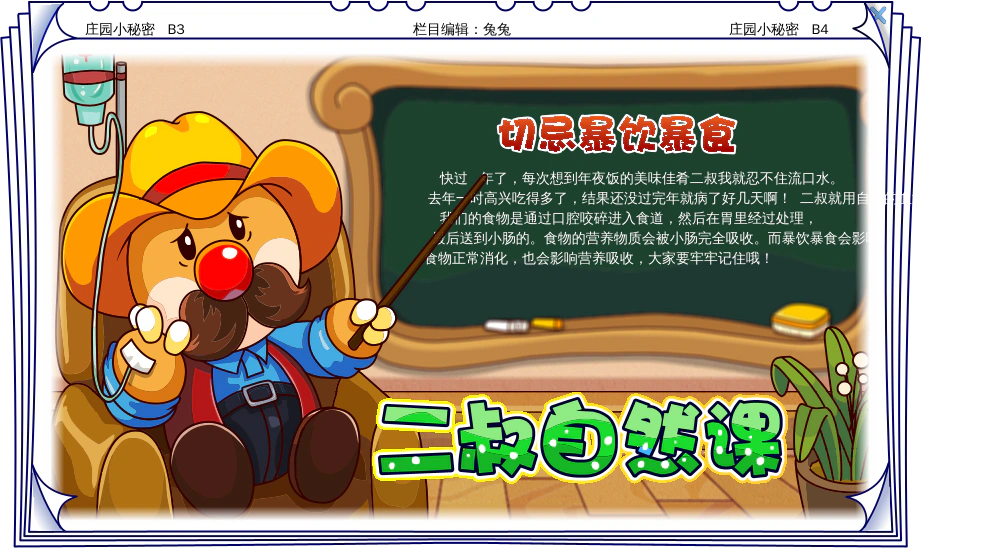 庄园小秘密 B3
栏目编辑：兔兔
庄园小秘密 B4
切忌暴饮暴食
快过 年了，每次想到年夜饭的美味佳肴二叔我就忍不住流口水。
去年一时高兴吃得多了，结果还没过完年就病了好几天啊！ 二叔就用自
我们的食物是通过口腔咬碎进入食道，然后在胃里经过处理，
最后送到小肠的。食物的营养物质会被小肠完全吸收。而暴饮暴食会影
食物正常消化，也会影响营养吸收，大家要牢牢记住哦！
二叔自然课